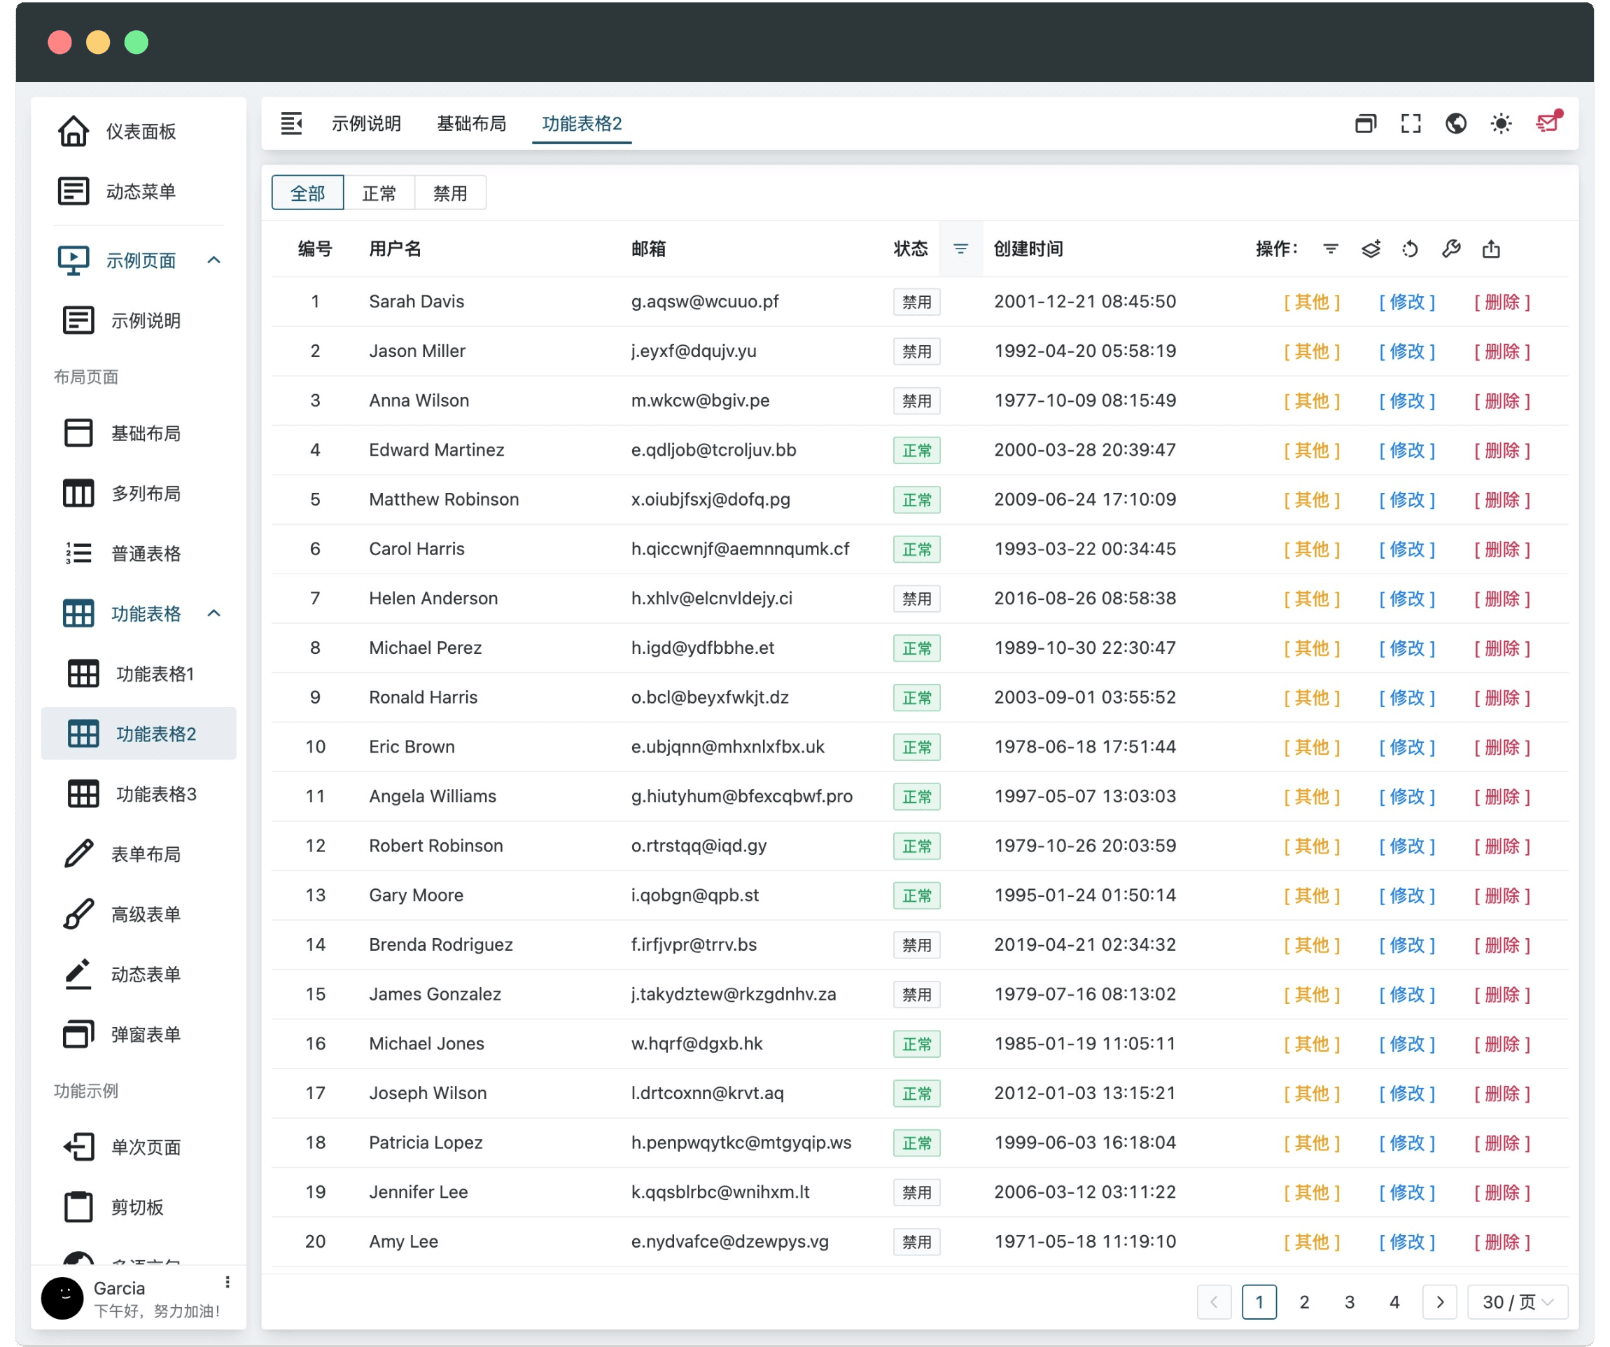 仪表面板
动态菜单
示例页面
示例说明
布局页面
基础布局
多列布局
普通表格
功能表格
功能表格1
功能表格2
功能表格3
表单布局
高级表单
动态表单
弹窗表单
功能示例
单次页面
剪切板
Garcia
下午好，努力加油！
示例说明 基础布局 功能表格2
全部 正常 禁用
编号 用户名 邮箱 状态 创建时间 操作：
1 Sarah Davis g.aqsw@wcuuo.pf 禁用 2001-12-21 08:45:50 [ 其他 ] [ 修改 ] [ 删除 ]
2 Jason Miller j.eyxf@dqujv.yu 禁用 1992-04-20 05:58:19 [ 其他 ] [ 修改 ] [ 删除 ]
3 Anna Wilson m.wkcw@bgiv.pe 禁用 1977-10-09 08:15:49 [ 其他 ] [ 修改 ] [ 删除 ]
4 Edward Martinez e.qdljob@tcroljuv.bb 正常 2000-03-28 20:39:47 [ 其他 ] [ 修改 ] [ 删除 ]
5 Matthew Robinson x.oiubjfsxj@dofq.pg 正常 2009-06-24 17:10:09 [ 其他 ] [ 修改 ] [ 删除 ]
6 Carol Harris h.qiccwnjf@aemnnqumk.cf 正常 1993-03-22 00:34:45 [ 其他 ] [ 修改 ] [ 删除 ]
7 Helen Anderson h.xhlv@elcnvldejy.ci 禁用 2016-08-26 08:58:38 [ 其他 ] [ 修改 ] [ 删除 ]
8 Michael Perez h.igd@ydfbbhe.et 正常 1989-10-30 22:30:47 [ 其他 ] [ 修改 ] [ 删除 ]
9 Ronald Harris o.bcl@beyxfwkjt.dz 正常 2003-09-01 03:55:52 [ 其他 ] [ 修改 ] [ 删除 ]
10 Eric Brown e.ubjqnn@mhxnlxfbx.uk 正常 1978-06-18 17:51:44 [ 其他 ] [ 修改 ] [ 删除 ]
11 Angela Williams g.hiutyhum@bfexcqbwf.pro 正常 1997-05-07 13:03:03 [ 其他 ] [ 修改 ] [ 删除 ]
12 Robert Robinson o.rtrstqq@iqd.gy 正常 1979-10-26 20:03:59 [ 其他 ] [ 修改 ] [ 删除 ]
13 Gary Moore i.qobgn@qpb.st 正常 1995-01-24 01:50:14 [ 其他 ] [ 修改 ] [ 删除 ]
14 Brenda Rodriguez f.irfjvpr@trrv.bs 禁用 2019-04-21 02:34:32 [ 其他 ] [ 修改 ] [ 删除 ]
15 James Gonzalez j.takydztew@rkzgdnhv.za 禁用 1979-07-16 08:13:02 [ 其他 ] [ 修改 ] [ 删除 ]
16 Michael Jones w.hqrf@dgxb.hk 正常 1985-01-19 11:05:11 [ 其他 ] [ 修改 ] [ 删除 ]
17 Joseph Wilson l.drtcoxnn@krvt.aq 正常 2012-01-03 13:15:21 [ 其他 ] [ 修改 ] [ 删除 ]
18 Patricia Lopez h.penpwqytkc@mtgyqip.ws 正常 1999-06-03 16:18:04 [ 其他 ] [ 修改 ] [ 删除 ]
19 Jennifer Lee k.qqsblrbc@wnihxm.lt 禁用 2006-03-12 03:11:22 [ 其他 ] [ 修改 ] [ 删除 ]
20 Amy Lee e.nydvafce@dzewpys.vg 禁用 1971-05-18 11:19:10 [ 其他 ] [ 修改 ] [ 删除 ]
1 2 3 4 30 / 页